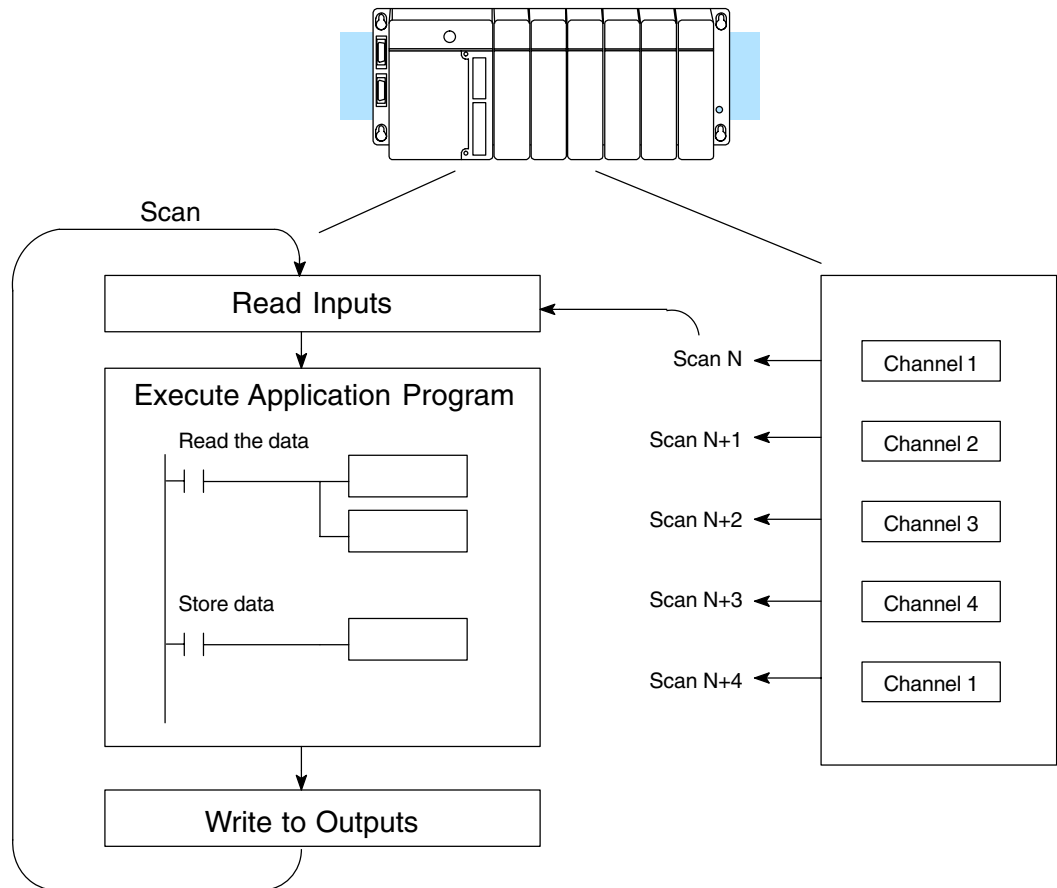 Scan
Read Inputs
Execute Application Program
Read the data
Store data
Write to Outputs
Scan N
Scan N+1
Scan N+2
Scan N+3
Scan N+4
Channel 1
Channel 2
Channel 3
Channel 4
Channel 1